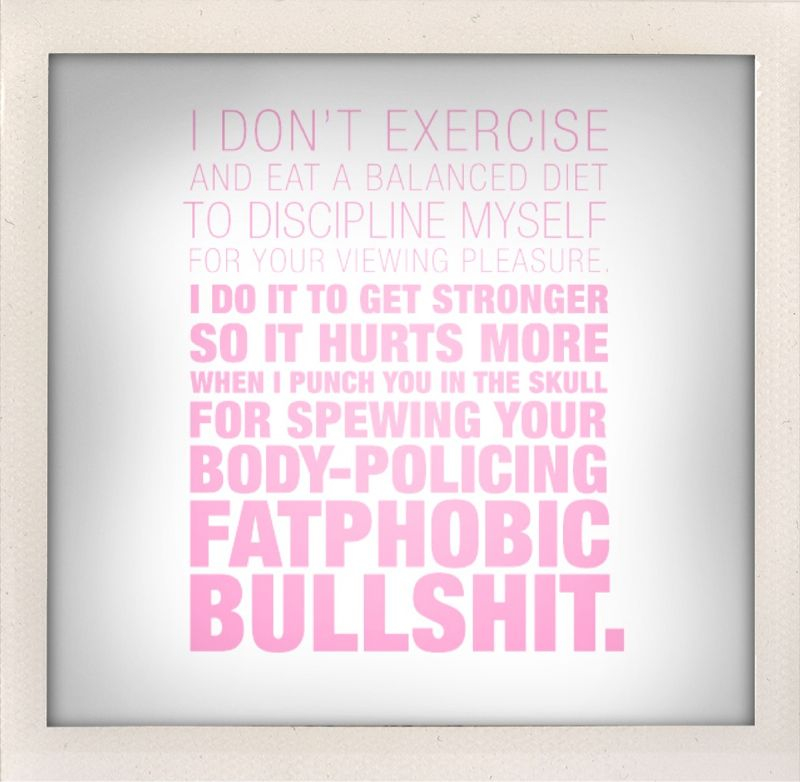 I DON'T EXERCISE
AND EAT A BALANCED DIET
TO DISCIPLINE MYSELF
FOR YOUR VIEWING PLEASURE.
I DO IT TO GET STRONGER
SO IT HURTS MORE
WHEN I PUNCH YOU IN THE SKULL
FOR SPEWING YOUR
BODY-POLICING
FATPHOBIC
BULLSHIT.